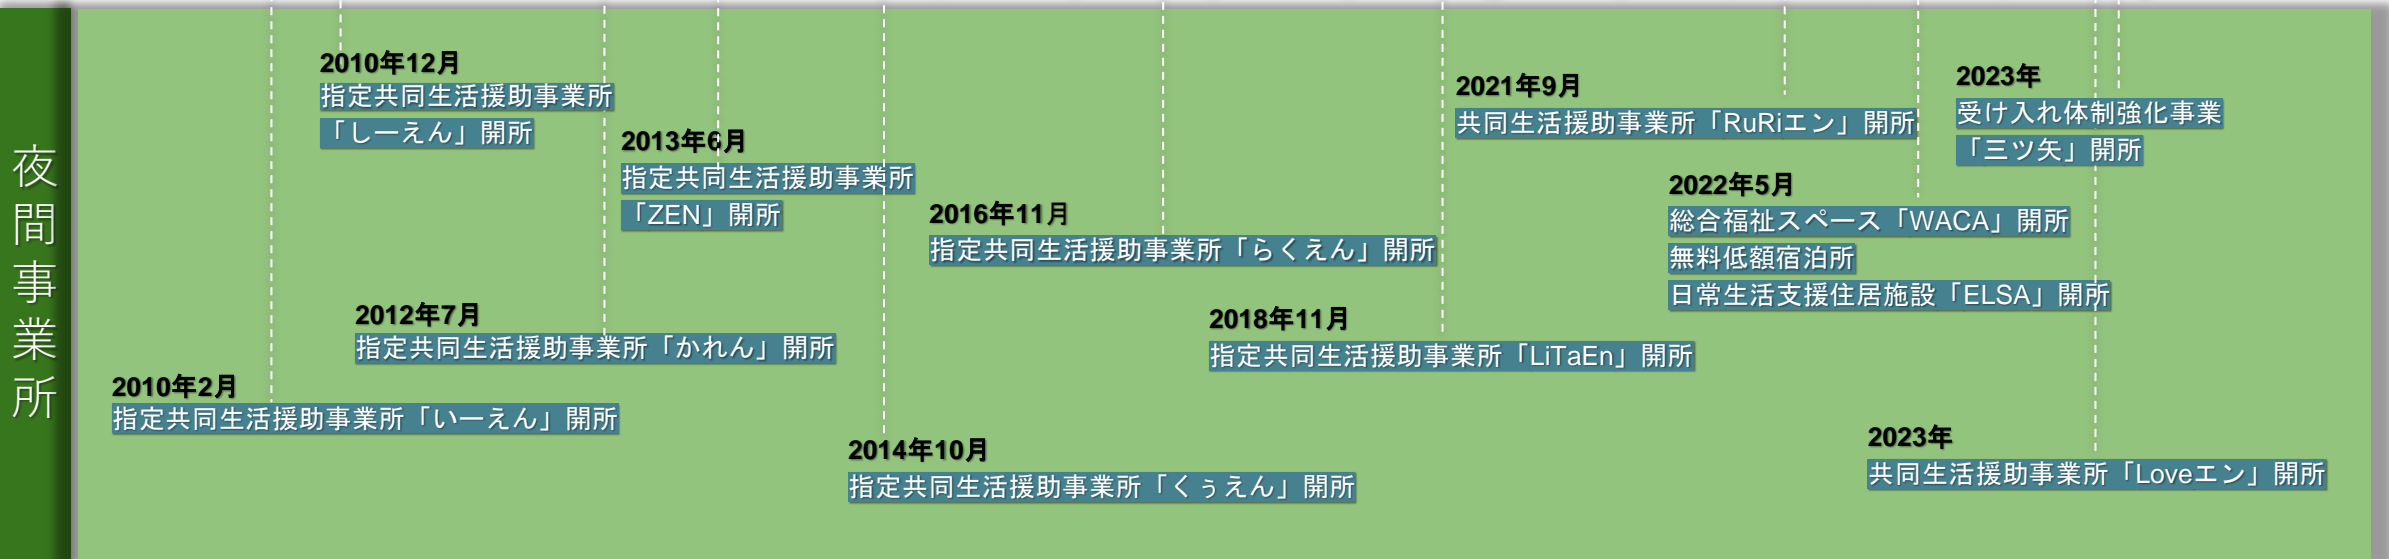 夜間事業所
2010年12月
指定共同生活援助事業所
「しーえん」開所
2013年6月
指定共同生活援助事業所
「ZEN」開所
2012年7月
指定共同生活援助事業所「かれん」開所
2010年2月
指定共同生活援助事業所「いーえん」開所
2016年11月
指定共同生活援助事業所「らくえん」開所
2014年10月
指定共同生活援助事業所「くぅえん」開所
2018年11月
指定共同生活援助事業所「LiTaEn」開所
2021年9月
共同生活援助事業所「RuRiエン」開所
2022年5月
総合福祉スペース「WACA」開所
無料低額宿泊所
日常生活支援住居施設「ELSA」開所
2023年
受け入れ体制強化事業
「三ツ矢」開所
2023年
共同生活援助事業所「Loveエン」開所